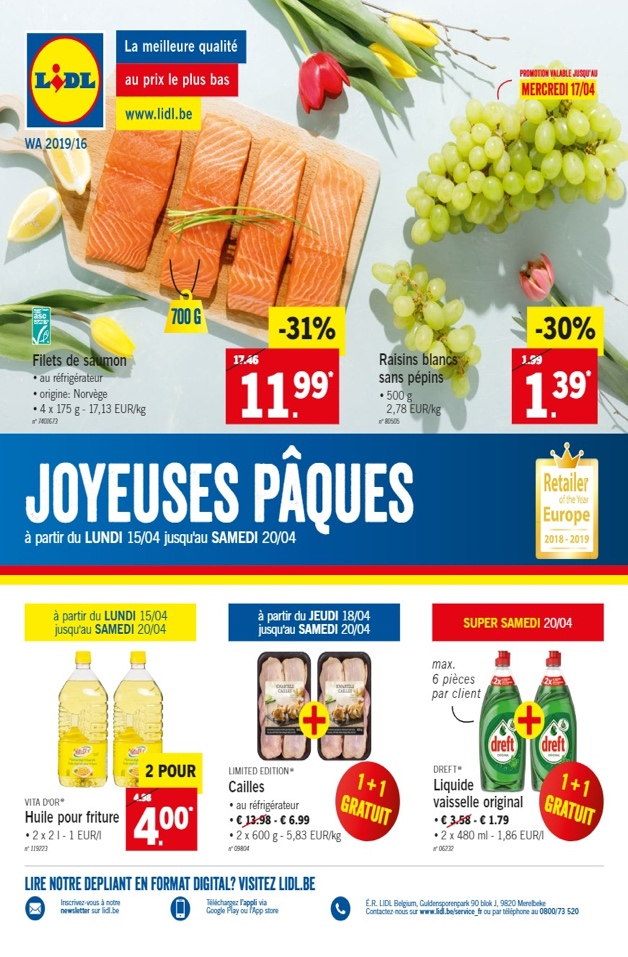 LIDL
La meilleure qualité
au prix le plus bas
www.lidl.be
WA 2019/16
PROMOTION VALABLE JUSQU'AU
MERCREDI 17/04
700 G
asc
Filets de saumon
• au réfrigérateur
• origine: Norvège
• 4 x 175 g - 17,13 EUR/kg
n° 7401673
-31%
17.46
11.99*
Raisins blancs
sans pépins
• 500 g
2,78 EUR/kg
n° 80505
-30%
1.99
1.39*
JOYEUSES PÂQUES
à partir du LUNDI 15/04 jusqu'au SAMEDI 20/04
Retailer
of the Year
Europe
2018 - 2019
à partir du LUNDI 15/04
jusqu'au SAMEDI 20/04
2 POUR
VITA D'OR®
Huile pour friture
• 2 x 2 l - 1 EUR/l
n° 119223
4.98
4.00*
à partir du JEUDI 18/04
jusqu'au SAMEDI 20/04
+
LIMITED EDITION®
Cailles
• au réfrigérateur
• € 13.98 - € 6.99
• 2 x 600 g - 5,83 EUR/kg
n° 09804
1+1
GRATUIT
SUPER SAMEDI 20/04
max.
6 pièces
par client
dreft
+
dreft
DREFT®
Liquide
vaisselle original
• € 3.58 - € 1.79
• 2 x 480 ml - 1,86 EUR/l
n° 06232
1+1
GRATUIT
LIRE NOTRE DEPLIANT EN FORMAT DIGITAL? VISITEZ LIDL.BE
Inscrivez-vous à notre
newsletter sur lidl.be
Téléchargez l'appli via
Google Play ou l'App store
É.R. LIDL Belgium, Guldensporenpark 90 blok J, 9820 Merelbeke
Contactez-nous sur www.lidl.be/service_fr ou par téléphone au 0800/73 520